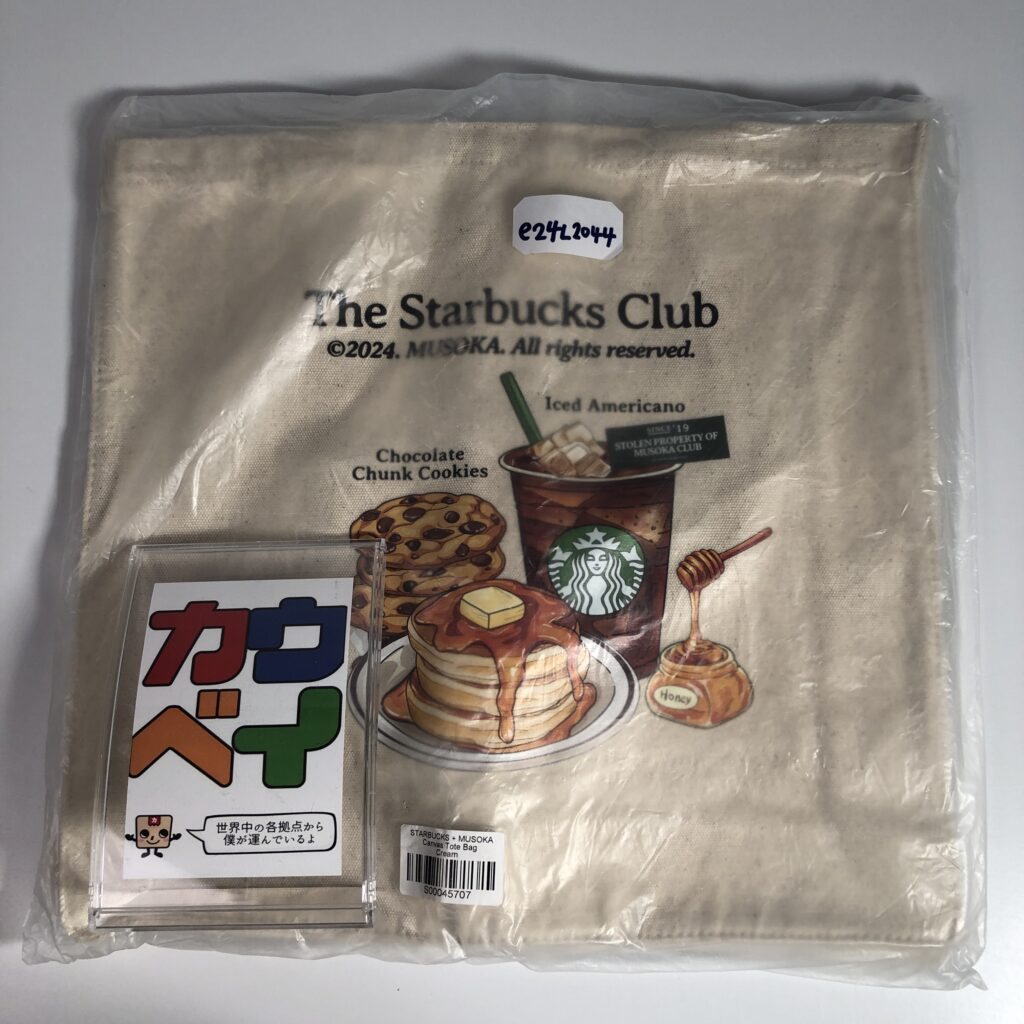 e24L2044
The Starbucks Club
©2024. MUSOKA. All rights reserved.
Iced Americano
SINCE '19
STOLEN PROPERTY OF
MUSOKA CLUB
Chocolate
Chunk Cookies
Honey
カウ
ベイ
カ
世界中の各拠点から
僕が運んでいるよ
STARBUCKS + MUSOKA
Canvas Tote Bag
Cream
S00045707